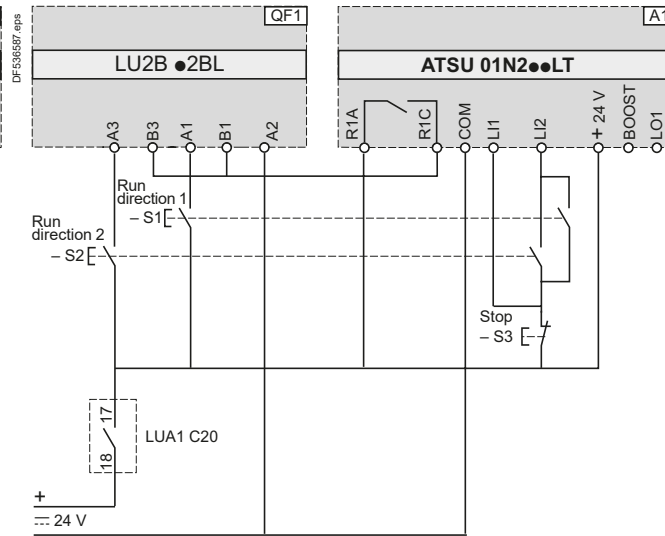 DF536587.eps
QF1
A1
LU2B ●2BL
ATSU 01N2●●LT
A3
B3
A1
B1
A2
R1A
R1C
COM
LI1
LI2
+ 24 V
BOOST
LO1
Run
direction 1
– S1
Run
direction 2
– S2
Stop
– S3
17
18
LUA1 C20
+
24 V